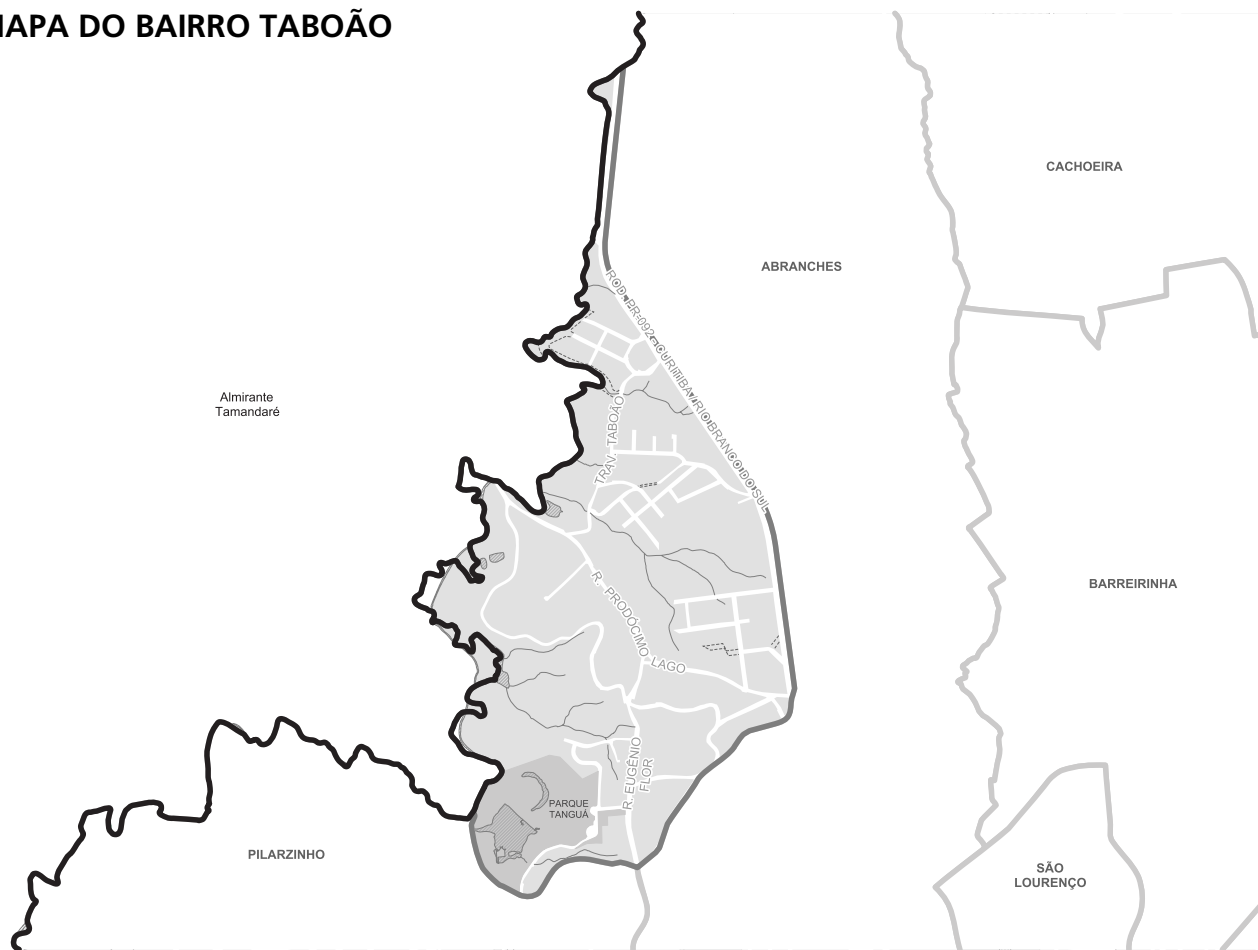 MAPA DO BAIRRO TABOÃO
CACHOEIRA
ABRANCHES
ROD. PR-092 - CURITIBA / RIO BRANCO DO SUL
Almirante
Tamandaré
TRAV. TABOÃO
BARREIRINHA
R. PRODÓCIMO LAGO
R. EUGÊNIO
FLOR
PARQUE
TANGUÁ
PILARZINHO
SÃO
LOURENÇO